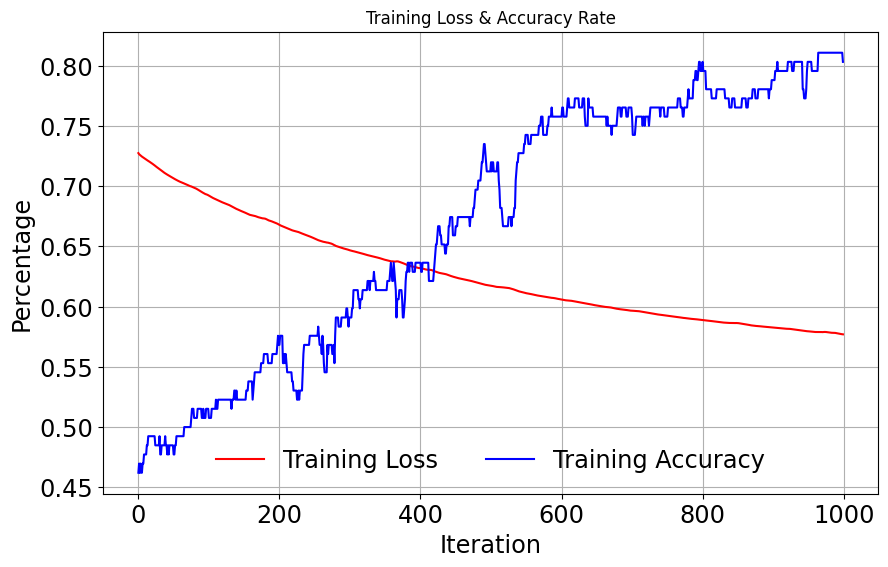 Training Loss & Accuracy Rate
Percentage
0.80
0.75
0.70
0.65
0.60
0.55
0.50
0.45
Training Loss
Training Accuracy
0
200
400
600
800
1000
Iteration